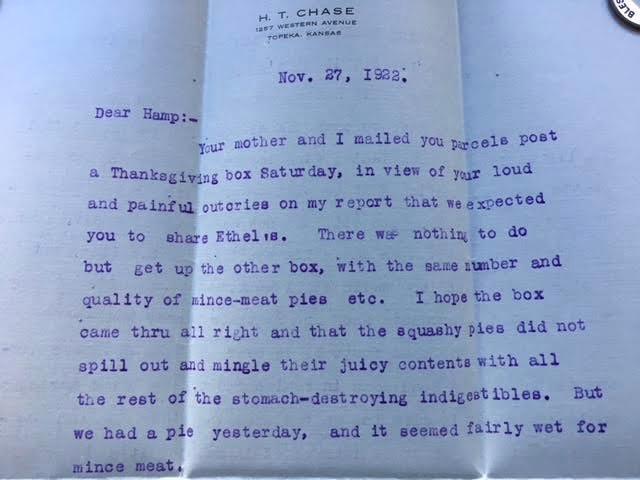 H. T. CHASE
1257 WESTERN AVENUE
TOPEKA, KANSAS
Nov. 27, 1922.
Dear Hamp:-
Your mother and I mailed you parcels post
a Thanksgiving box Saturday, in view of your loud
and painful outcries on my report that we expected
you to share Ethel's. There was nothing to do
but get up the other box, with the same number and
quality of mince-meat pies etc. I hope the box
came thru all right and that the squashy pies did not
spill out and mingle their juicy contents with all
the rest of the stomach-destroying indigestibles. But
we had a pie yesterday, and it seemed fairly wet for
mince meat.